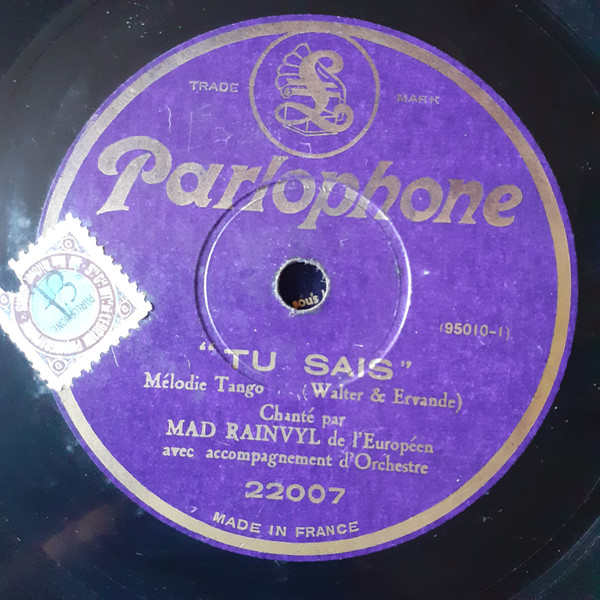 TRADE MARK
Parlophone
(95010-1)
"TU SAIS"
Mélodie Tango (Walter & Ervande)
Chanté par
MAD RAINVYL de l'Européen
avec accompagnement d'Orchestre
22007
MADE IN FRANCE
sou's